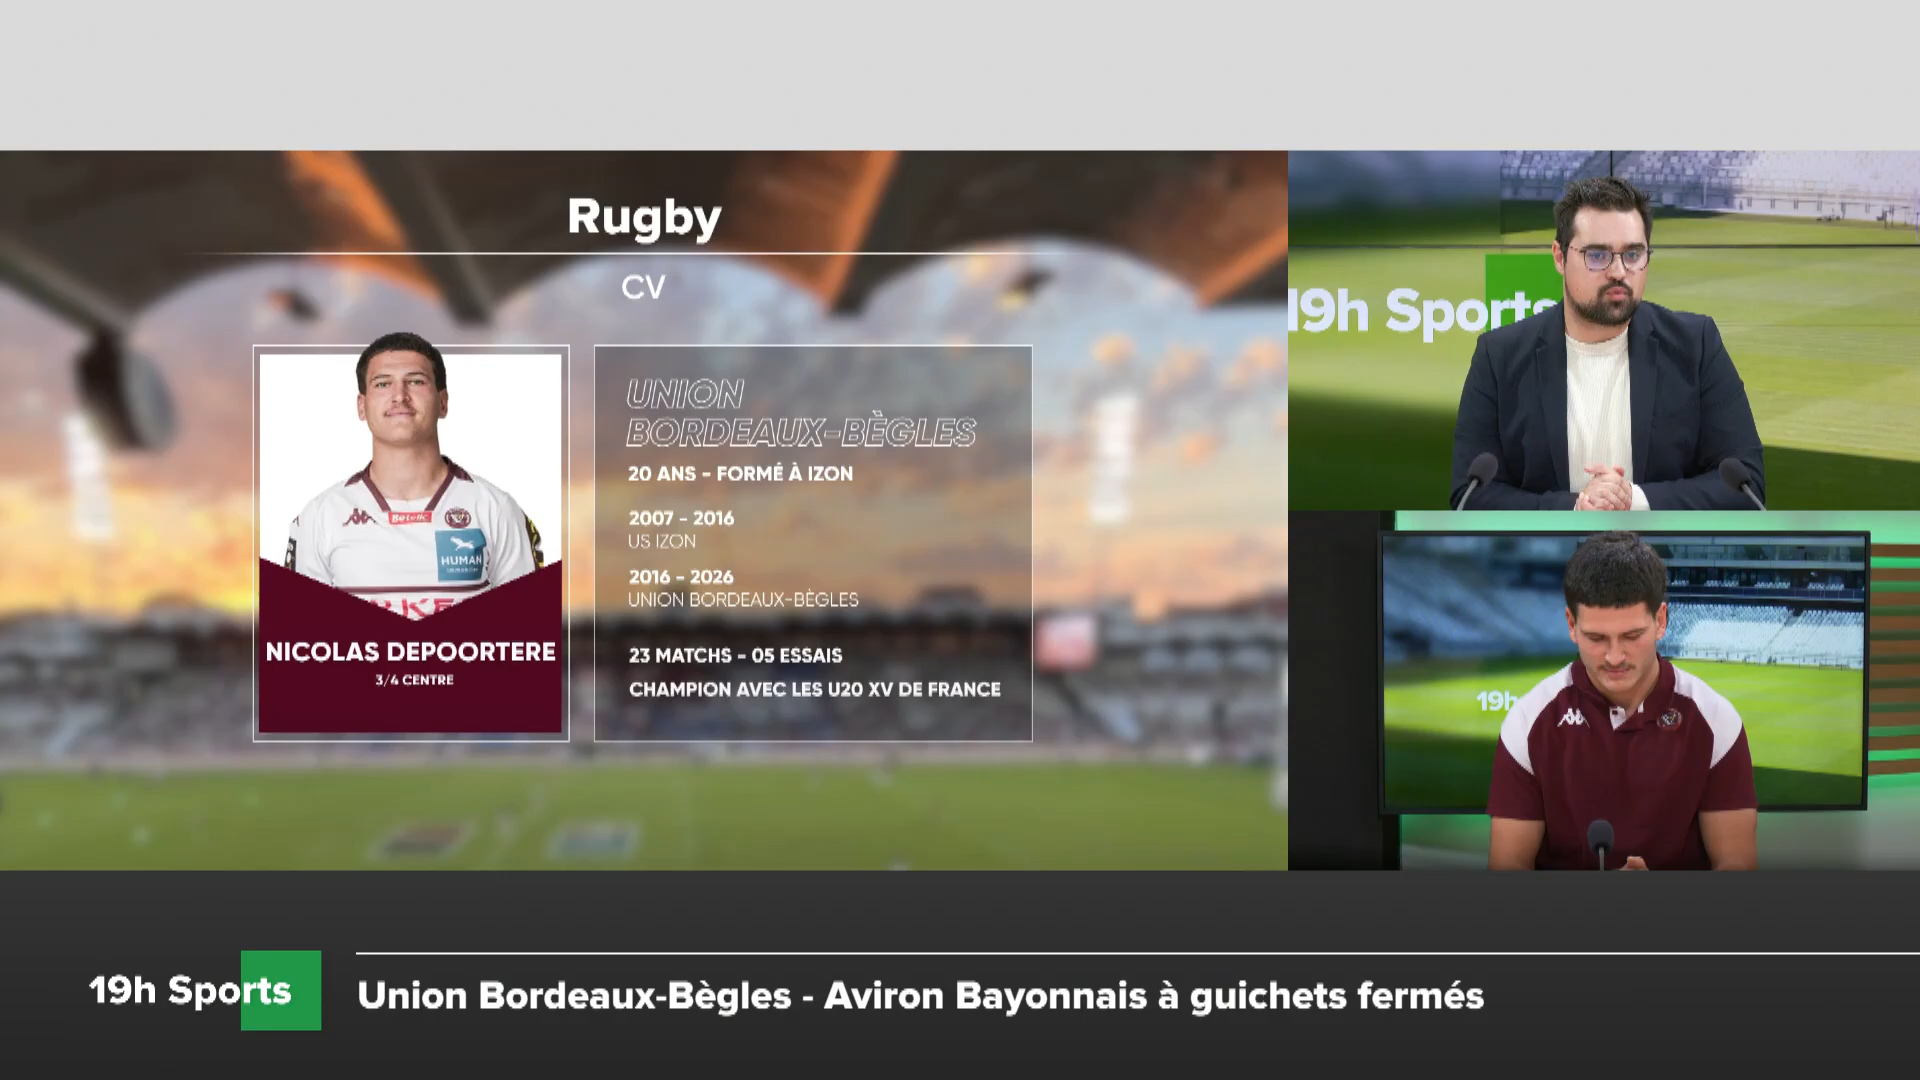 Rugby
CV
UNION
BORDEAUX-BÈGLES
20 ANS - FORMÉ À IZON
2007 - 2016
US IZON
2016 - 2026
UNION BORDEAUX-BÈGLES
23 MATCHS - 05 ESSAIS
CHAMPION AVEC LES U20 XV DE FRANCE
HUMAN
NICOLAS DEPOORTERE
3/4 CENTRE
19h Sports
19h
19h Sports
Union Bordeaux-Bègles - Aviron Bayonnais à guichets fermés